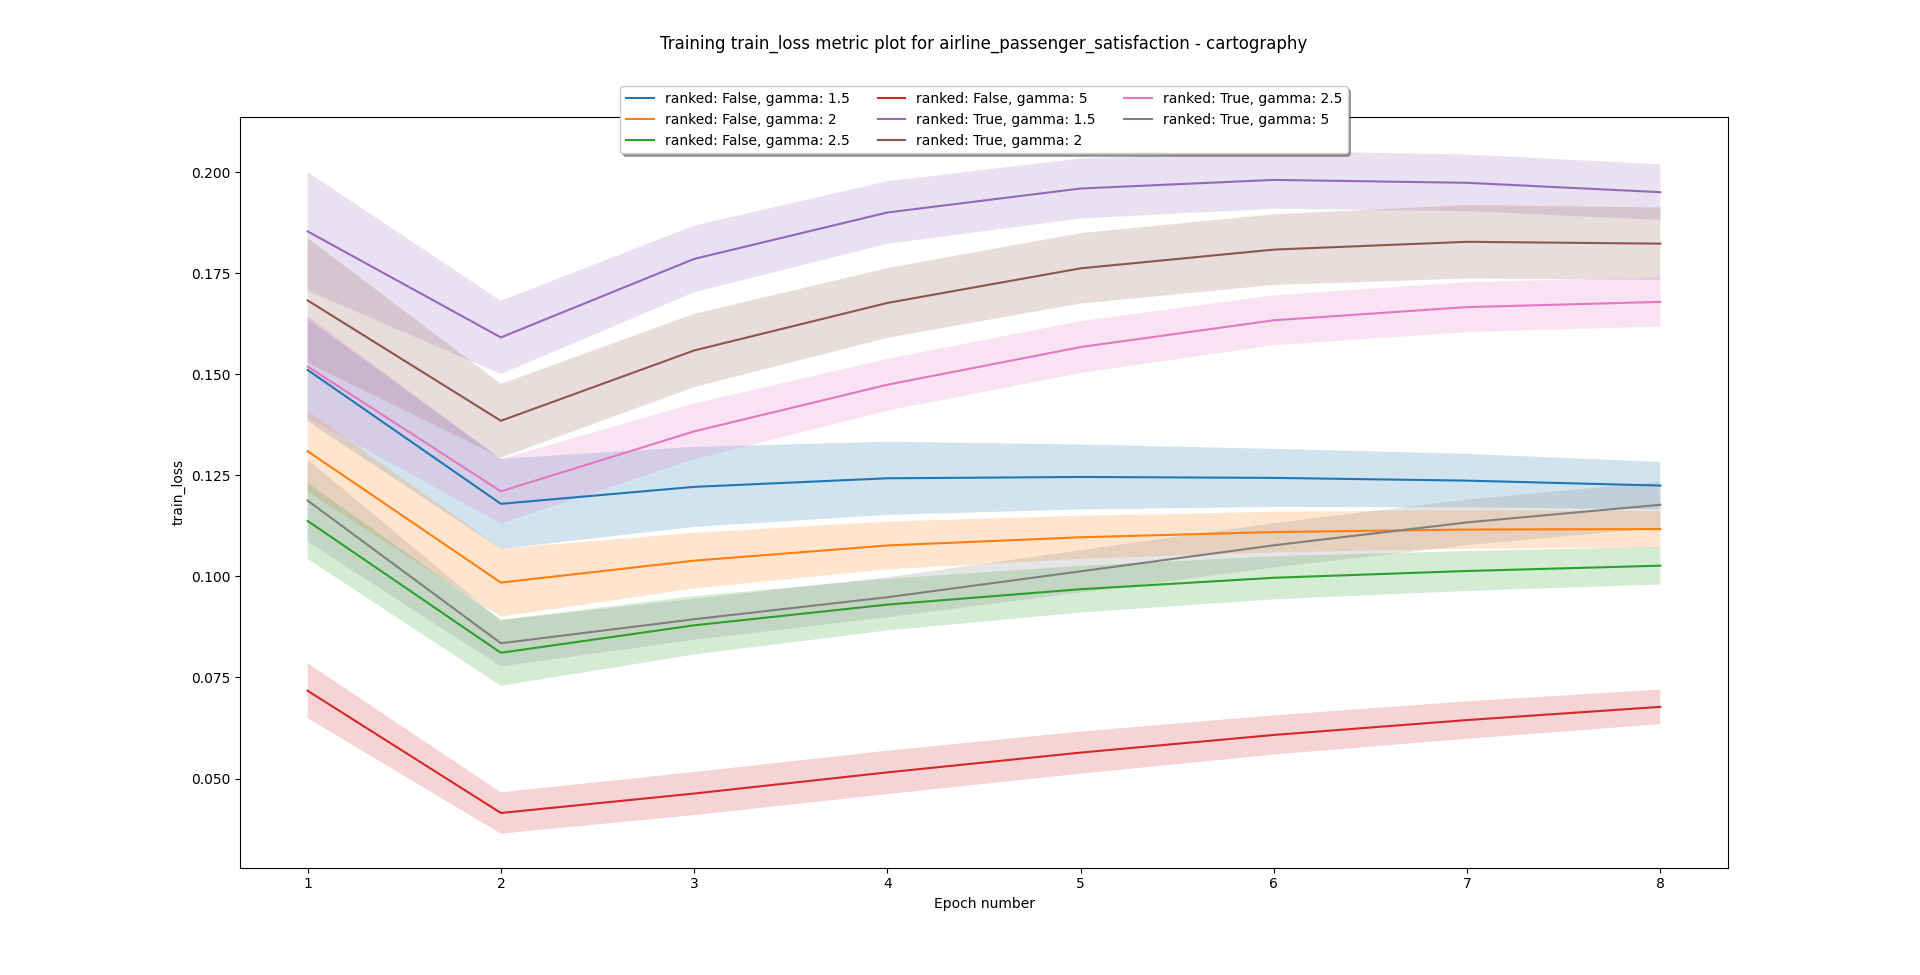 Training train_loss metric plot for airline_passenger_satisfaction - cartography
ranked: False, gamma: 1.5
ranked: False, gamma: 2
ranked: False, gamma: 2.5
ranked: False, gamma: 5
ranked: True, gamma: 1.5
ranked: True, gamma: 2
ranked: True, gamma: 2.5
ranked: True, gamma: 5
train_loss
0.200
0.175
0.150
0.125
0.100
0.075
0.050
1 2 3 4 5 6 7 8
Epoch number